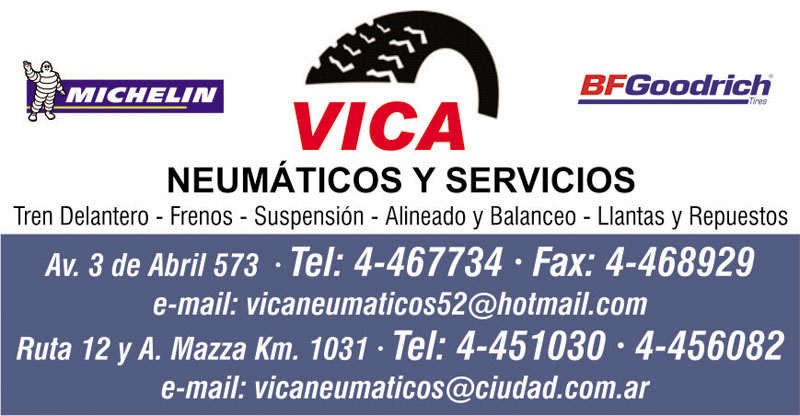 MICHELIN
BFGoodrich®
Tires
VICA
NEUMÁTICOS Y SERVICIOS
Tren Delantero - Frenos - Suspensión - Alineado y Balanceo - Llantas y Repuestos
Av. 3 de Abril 573 · Tel: 4-467734 · Fax: 4-468929
e-mail: vicaneumaticos52@hotmail.com
Ruta 12 y A. Mazza Km. 1031 · Tel: 4-451030 · 4-456082
e-mail: vicaneumaticos@ciudad.com.ar